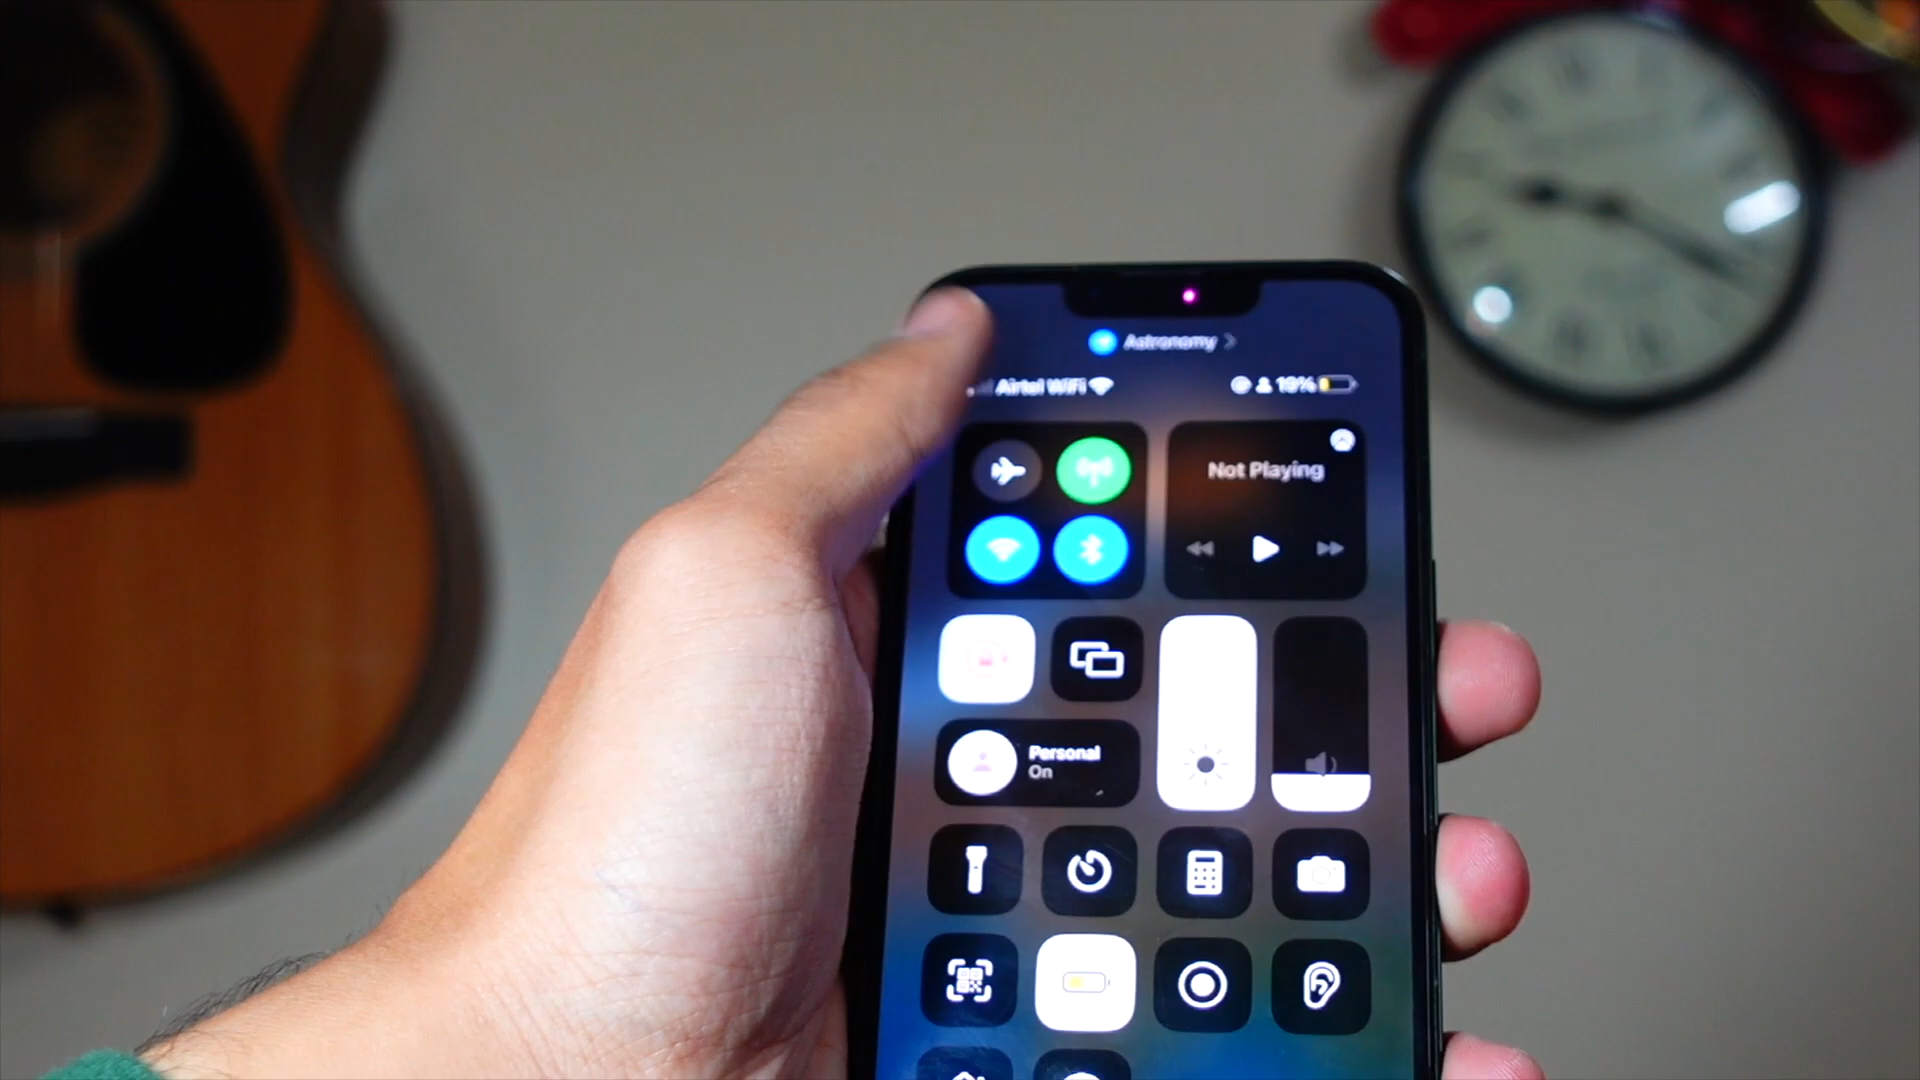 Astronomy
Airtel WiFi 19%
Not Playing
Personal
On